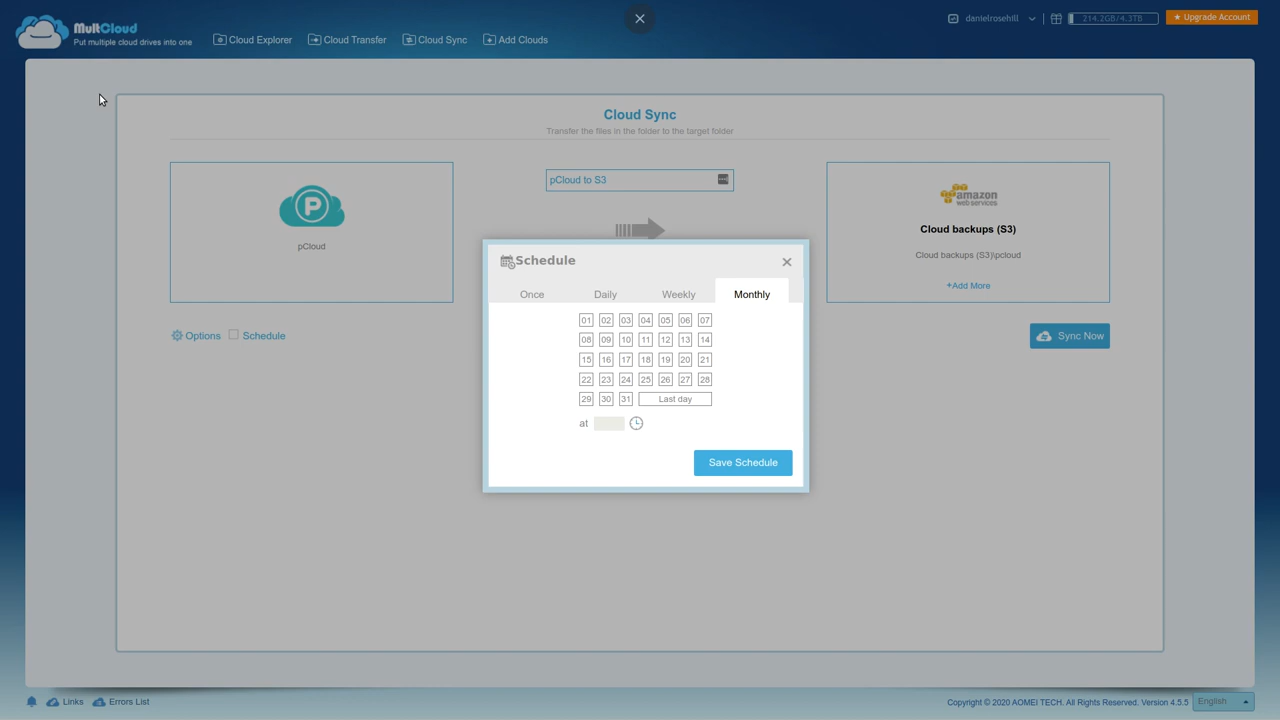 MultCloud
Put multiple cloud drives into one
Cloud Explorer
Cloud Transfer
Cloud Sync
Add Clouds
danielrosehill
214.2GB/4.3TB
★ Upgrade Account
Cloud Sync
Transfer the files in the folder to the target folder
P
pCloud
pCloud to S3
amazon
web services
Cloud backups (S3)
Cloud backups (S3)\pcloud
+Add More
Options
Schedule
Sync Now
Schedule
Once
Daily
Weekly
Monthly
01 02 03 04 05 06 07
08 09 10 11 12 13 14
15 16 17 18 19 20 21
22 23 24 25 26 27 28
29 30 31 Last day
at
Save Schedule
Links
Errors List
Copyright © 2020 AOMEI TECH. All Rights Reserved. Version 4.5.5
English